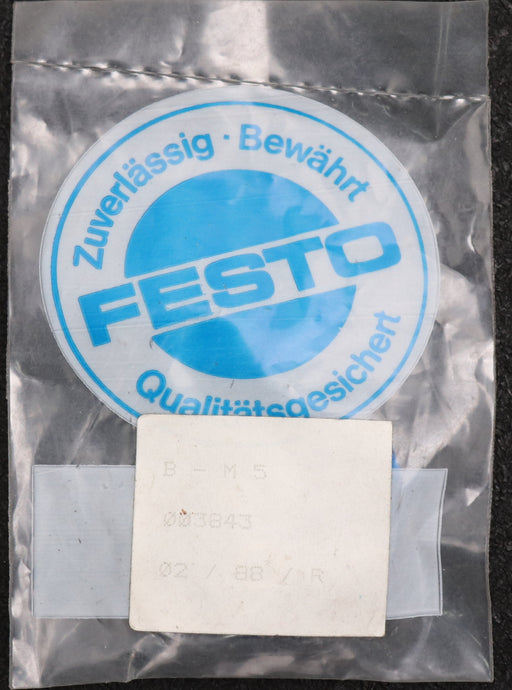 Zuverlässig · Bewährt
FESTO
Qualitätsgesichert
B - M 5
003843
02 / 88 / R